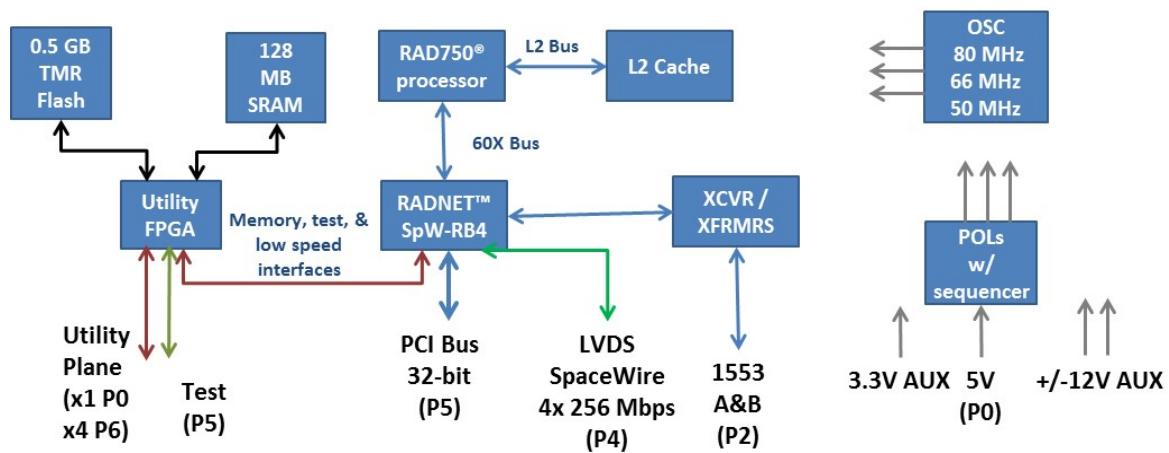 0.5 GB
TMR
Flash
128
MB
SRAM
RAD750®
processor
L2 Bus
L2 Cache
OSC
80 MHz
66 MHz
50 MHz
60X Bus
Utility
FPGA
Memory, test, &
low speed
interfaces
RADNET™
SpW-RB4
XCVR /
XFRMRS
POLs
w/
sequencer
Utility
Plane
(x1 P0
x4 P6)
Test
(P5)
PCI Bus
32-bit
(P5)
LVDS
SpaceWire
4x 256 Mbps
(P4)
1553
A&B
(P2)
3.3V AUX
5V
(P0)
+/-12V AUX